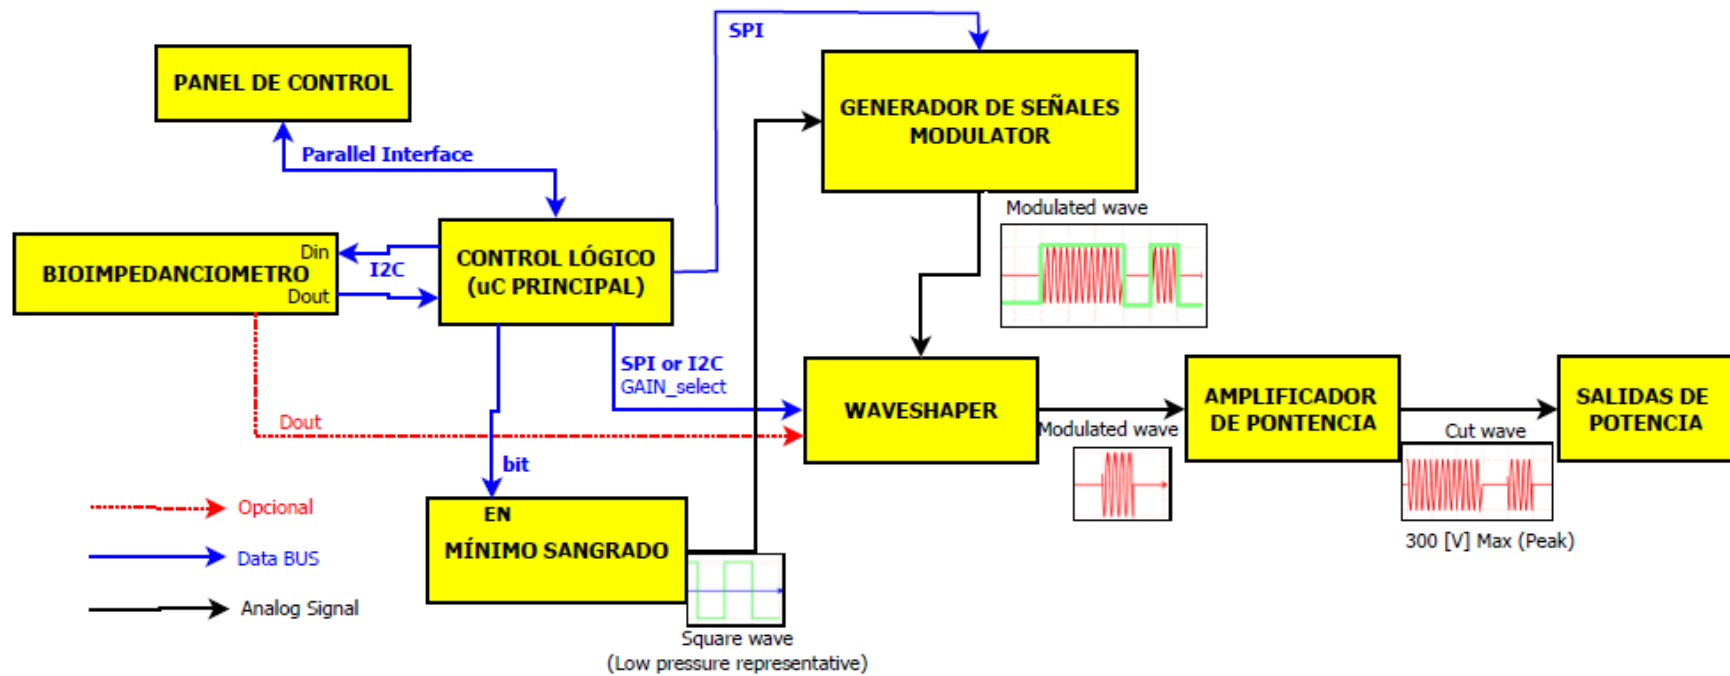 SPI
PANEL DE CONTROL
GENERADOR DE SEÑALES
MODULATOR
Parallel Interface
Modulated wave
Din
BIOIMPEDANCIOMETRO
Dout
I2C
CONTROL LÓGICO
(uC PRINCIPAL)
SPI or I2C
GAIN_select
WAVESHAPER
AMPLIFICADOR
DE PONTENCIA
SALIDAS DE
POTENCIA
Dout
Modulated wave
Cut wave
bit
300 [V] Max (Peak)
EN
MÍNIMO SANGRADO
Opcional
Data BUS
Analog Signal
Square wave
(Low pressure representative)